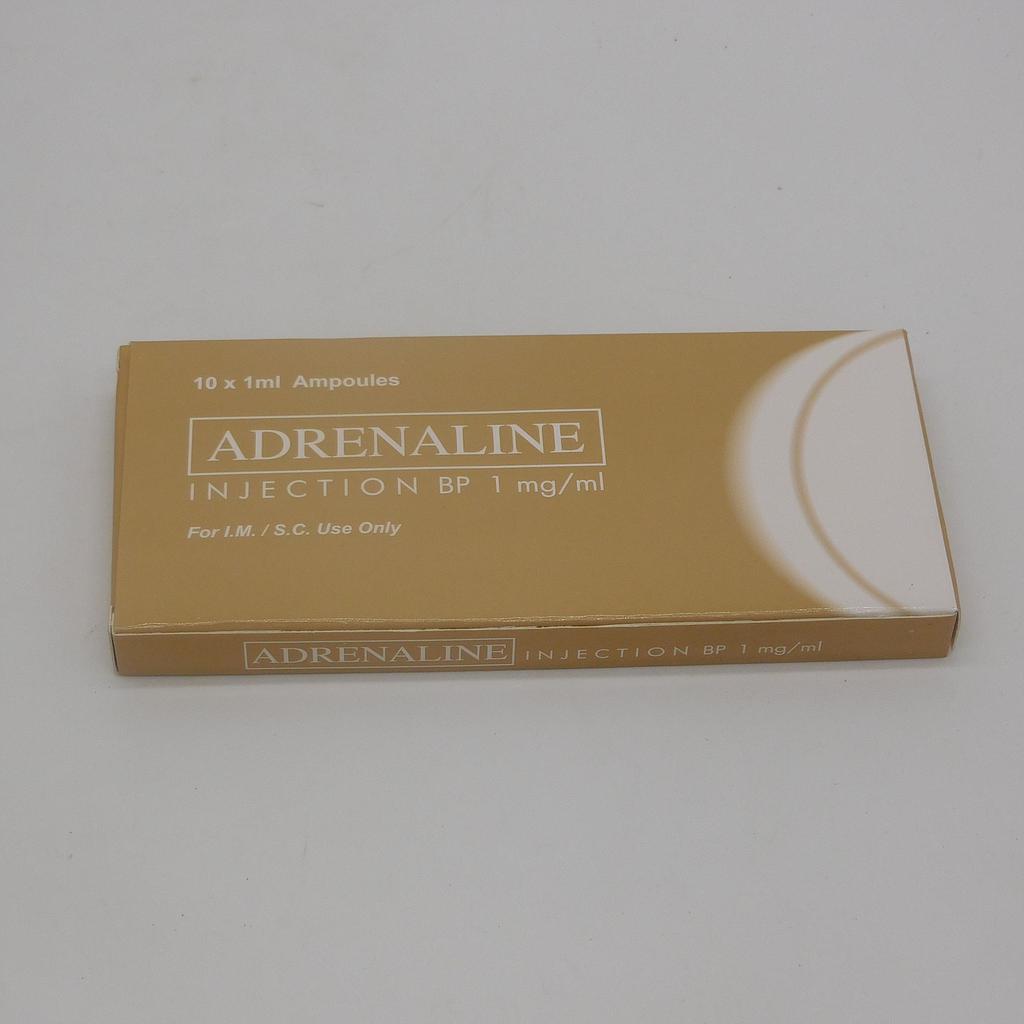 10 x 1ml Ampoules
ADRENALINE
INJECTION BP 1 mg/ml
For I.M. / S.C. Use Only
ADRENALINE INJECTION BP 1 mg/ml